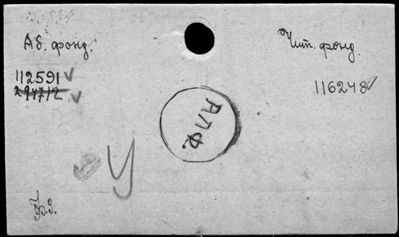 Аб. фонд.
Чит. фонд.
112591
116248
АЛФ.
У